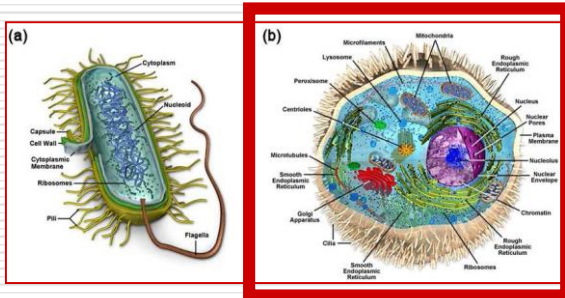 (a)
Cytoplasm
Nucleoid
Capsule
Cell Wall
Cytoplasmic
Membrane
Ribosomes
Pili
Flagella
(b)
Mitochondria
Microfilaments
Lysosome
Rough
Endoplasmic
Reticulum
Peroxisome
Nucleus
Centrioles
Nuclear
Pores
Plasma
Membrane
Microtubules
Nucleolus
Smooth
Endoplasmic
Reticulum
Nuclear
Envelope
Golgi
Apparatus
Chromatin
Cilia
Rough
Endoplasmic
Reticulum
Smooth
Endoplasmic
Reticulum
Ribosomes